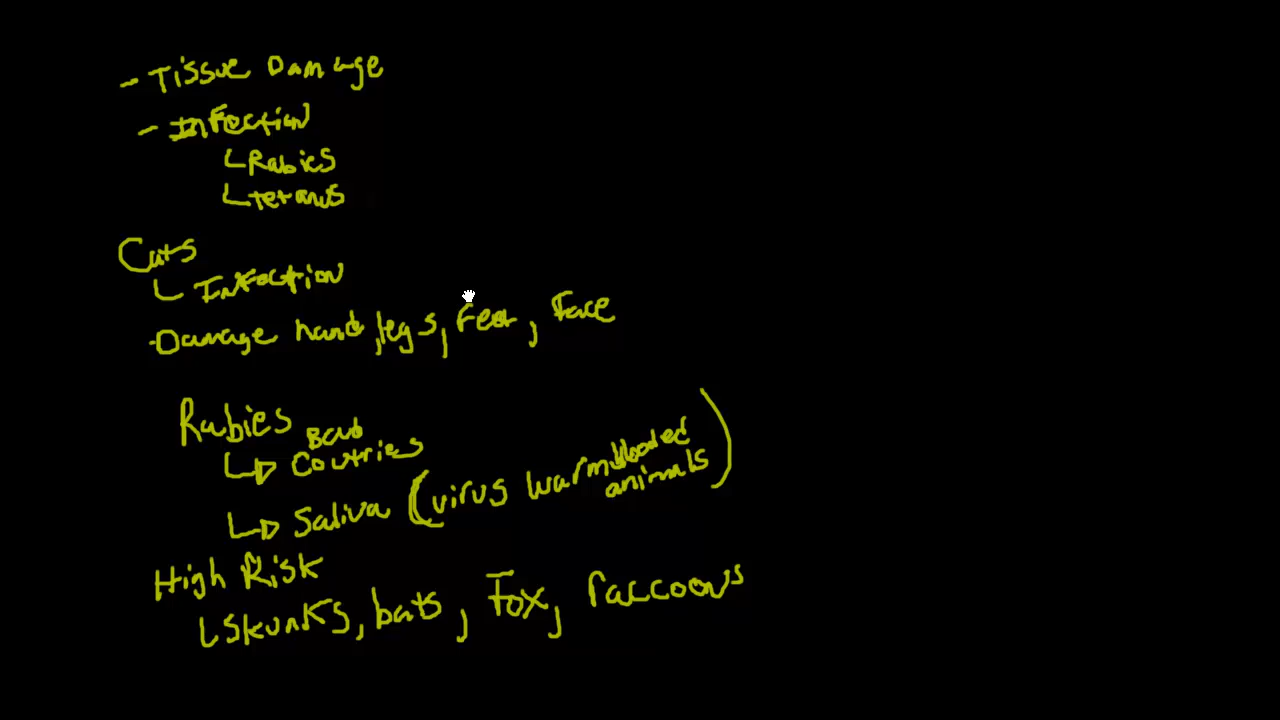 - Tissue Damage
- Infection
Rabies
tetanus
Cats
Infection
- Damage hand, legs, Feet, Face
Rabies
Coutries
Saliva (virus warmblooded animals)
High Risk
Skunks, bats, Fox, raccoons